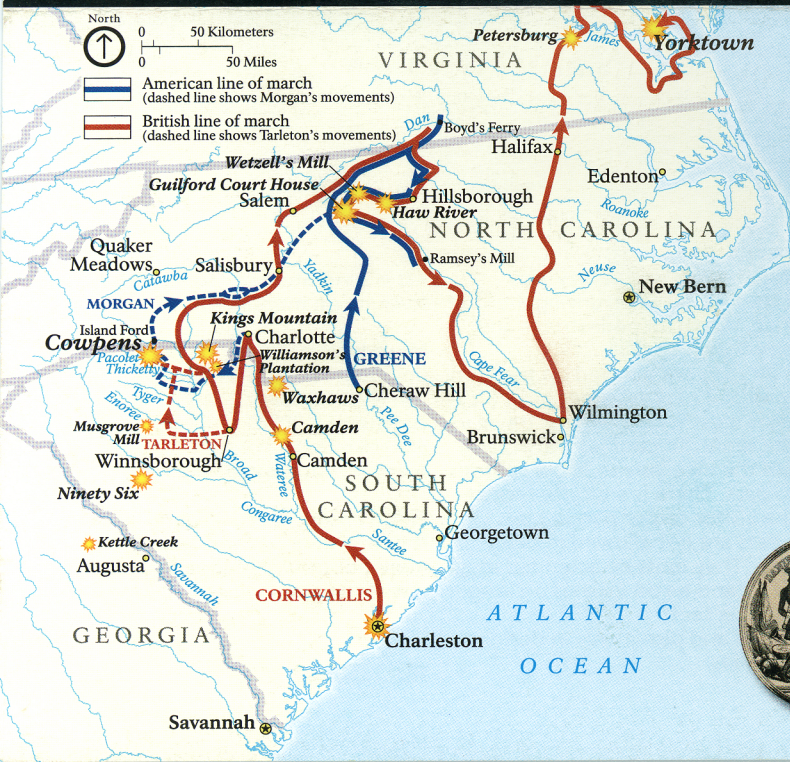 North
0 50 Kilometers
0 50 Miles
American line of march
(dashed line shows Morgan's movements)
British line of march
(dashed line shows Tarleton's movements)
VIRGINIA
Petersburg
James
Yorktown
Dan
Boyd's Ferry
Halifax
Wetzell's Mill
Guilford Court House
Salem
Hillsborough
Haw River
Edenton
Roanoke
NORTH CAROLINA
Quaker
Meadows
Catawba
Salisbury
Yadkin
Ramsey's Mill
Neuse
New Bern
MORGAN
Island Ford
Cowpens
Kings Mountain
Charlotte
Pacolet
Thicketty
Williamson's
Plantation
GREENE
Cape Fear
Tyger
Enoree
Waxhaws
Cheraw Hill
Pee Dee
Wilmington
Brunswick
Musgrove
Mill
TARLETON
Camden
Winnsborough
Broad
Wateree
Camden
Ninety Six
SOUTH
CAROLINA
Congaree
Santee
Georgetown
Kettle Creek
Augusta
Savannah
CORNWALLIS
ATLANTIC
OCEAN
GEORGIA
Charleston
Savannah